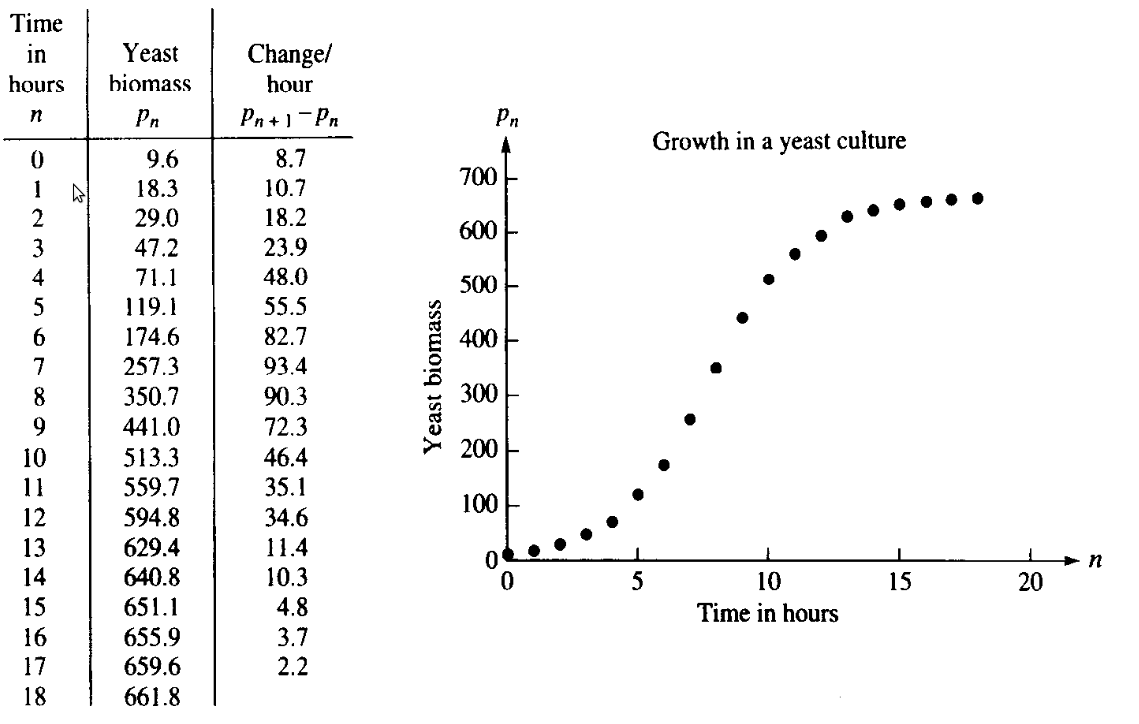 Time
in
hours
n
Yeast
biomass
pₙ
Change/
hour
pₙ₊₁−pₙ
0 9.6 8.7
1 18.3 10.7
2 29.0 18.2
3 47.2 23.9
4 71.1 48.0
5 119.1 55.5
6 174.6 82.7
7 257.3 93.4
8 350.7 90.3
9 441.0 72.3
10 513.3 46.4
11 559.7 35.1
12 594.8 34.6
13 629.4 11.4
14 640.8 10.3
15 651.1 4.8
16 655.9 3.7
17 659.6 2.2
18 661.8
pₙ
Growth in a yeast culture
700
600
500
400
300
200
100
0
Yeast biomass
0 5 10 15 20 n
Time in hours